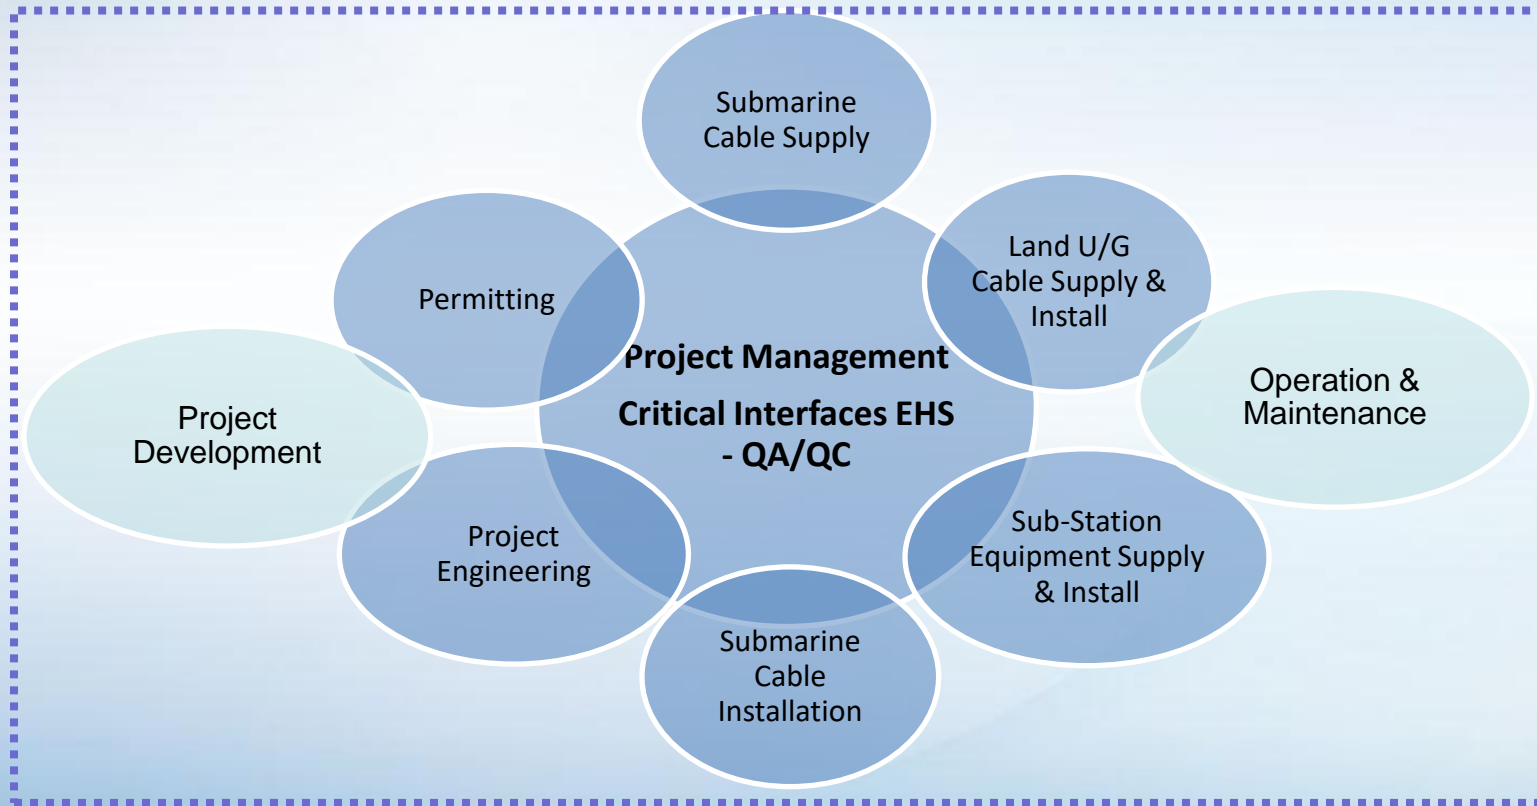 Submarine
Cable Supply
Land U/G
Cable Supply &
Install
Permitting
Project Management
Critical Interfaces EHS
- QA/QC
Operation &
Maintenance
Project
Development
Project
Engineering
Sub-Station
Equipment Supply
& Install
Submarine
Cable
Installation